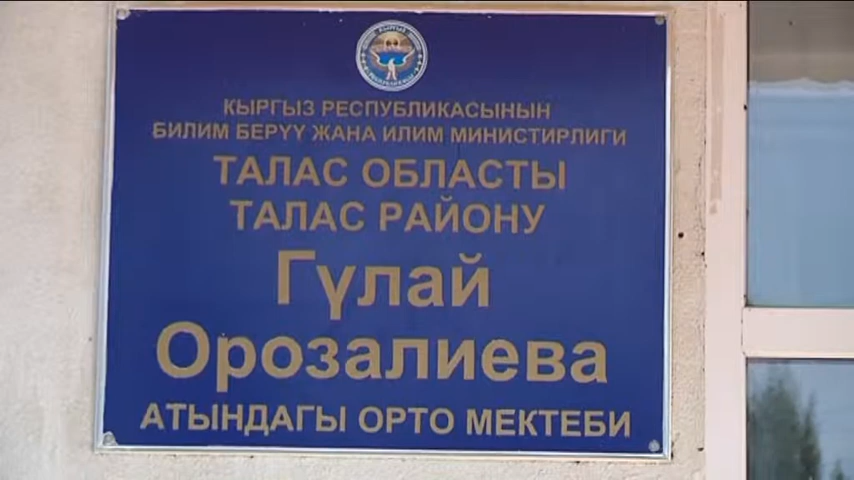 КЫРГЫЗ РЕСПУБЛИКАСЫНЫН
БИЛИМ БЕРҮҮ ЖАНА ИЛИМ МИНИСТИРЛИГИ
ТАЛАС ОБЛАСТЫ
ТАЛАС РАЙОНУ
Гүлай
Орозалиева
АТЫНДАГЫ ОРТО МЕКТЕБИ